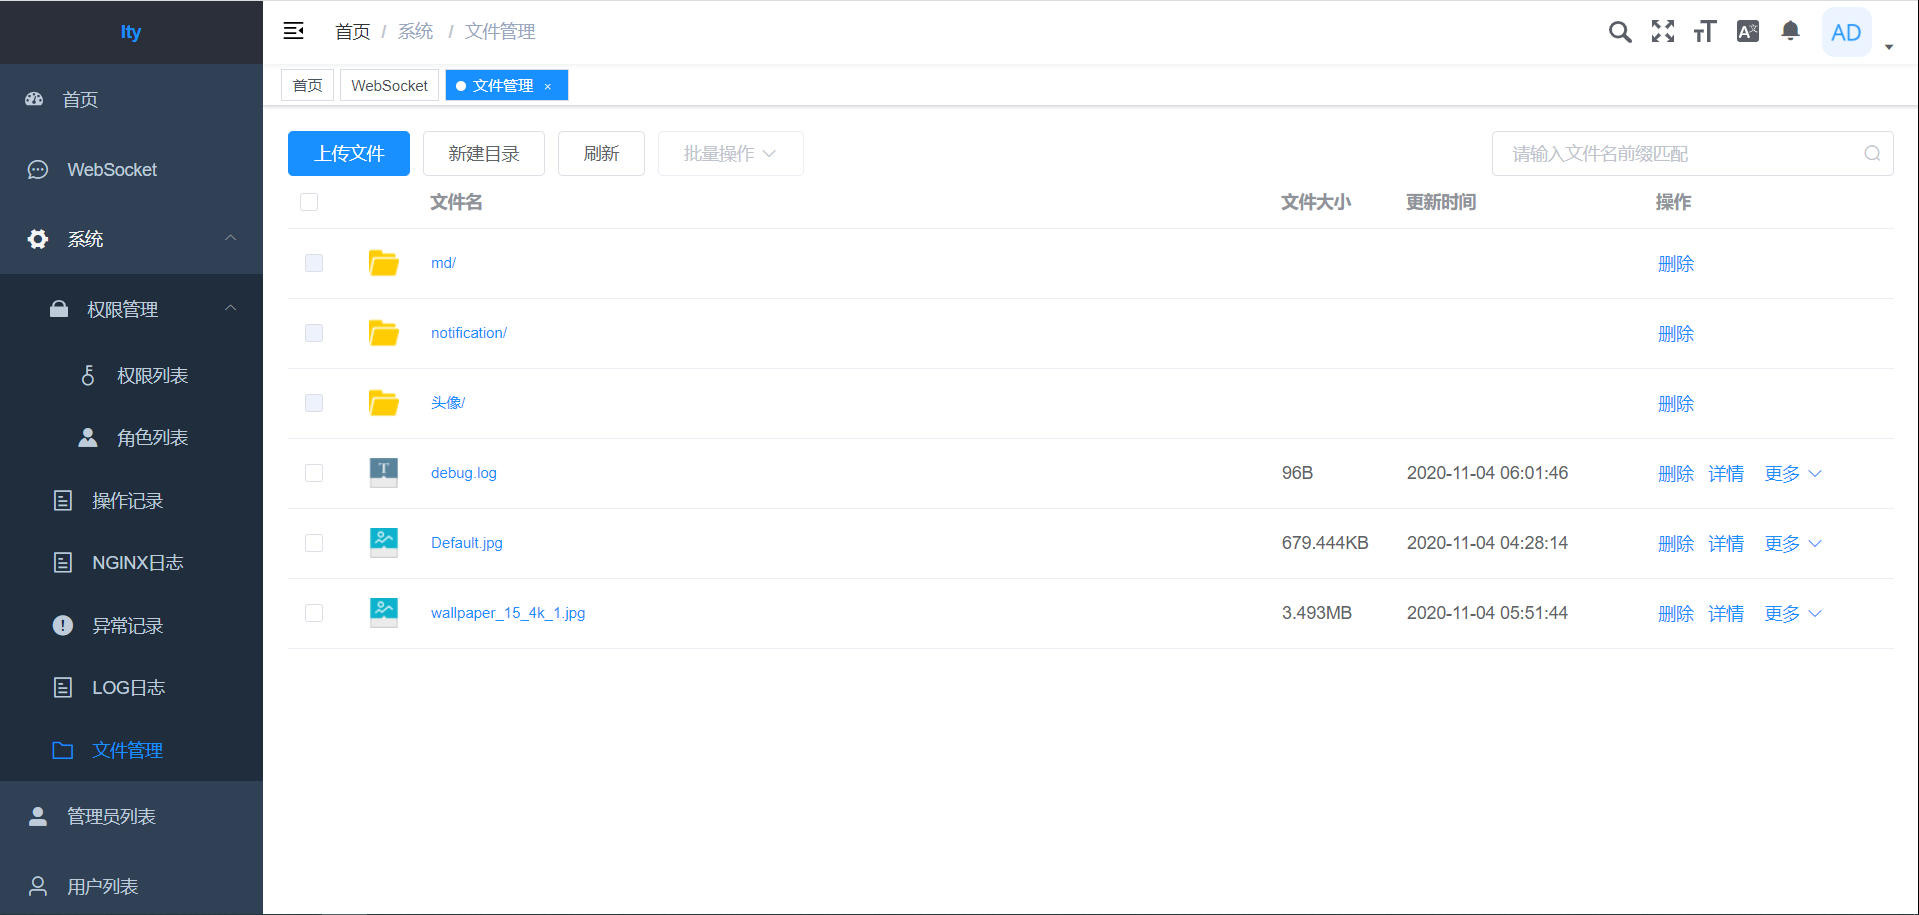 lty
首页
WebSocket
系统
权限管理
权限列表
角色列表
操作记录
NGINX日志
异常记录
LOG日志
文件管理
管理员列表
用户列表
首页 / 系统 / 文件管理
AD
首页 WebSocket 文件管理 ×
上传文件 新建目录 刷新 批量操作 请输入文件名前缀匹配
文件名 文件大小 更新时间 操作
md/ 删除
notification/ 删除
头像/ 删除
debug.log 96B 2020-11-04 06:01:46 删除 详情 更多
Default.jpg 679.444KB 2020-11-04 04:28:14 删除 详情 更多
wallpaper_15_4k_1.jpg 3.493MB 2020-11-04 05:51:44 删除 详情 更多